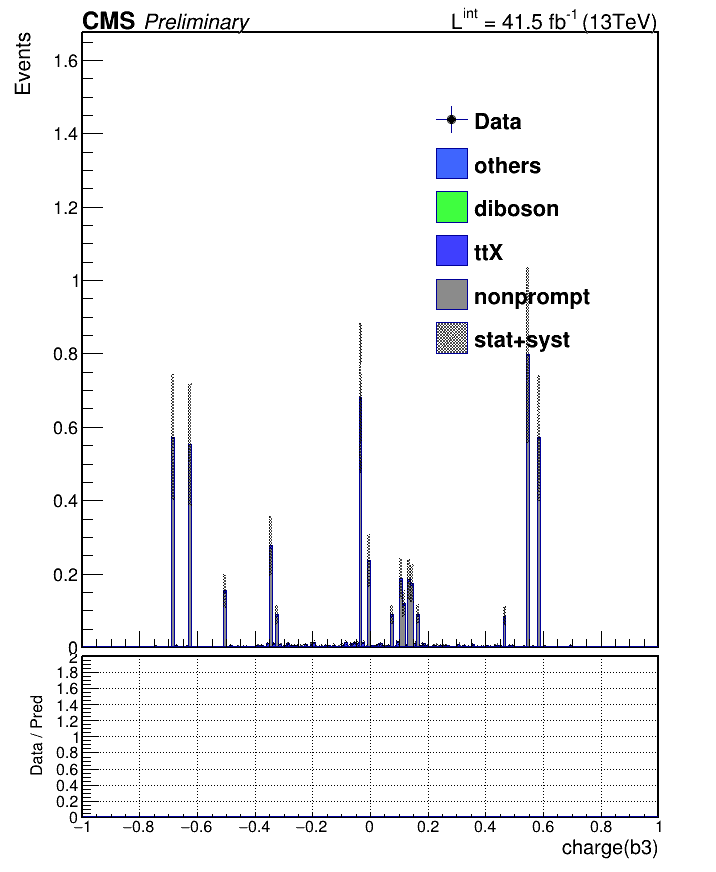 CMS Preliminary L^int = 41.5 fb^-1 (13TeV)
Events
1.6
1.4
1.2
1
0.8
0.6
0.4
0.2
0
Data
others
diboson
ttX
nonprompt
stat+syst
Data / Pred
2
1.8
1.6
1.4
1.2
1
0.8
0.6
0.4
0.2
0
−1 −0.8 −0.6 −0.4 −0.2 0 0.2 0.4 0.6 0.8 1
charge(b3)